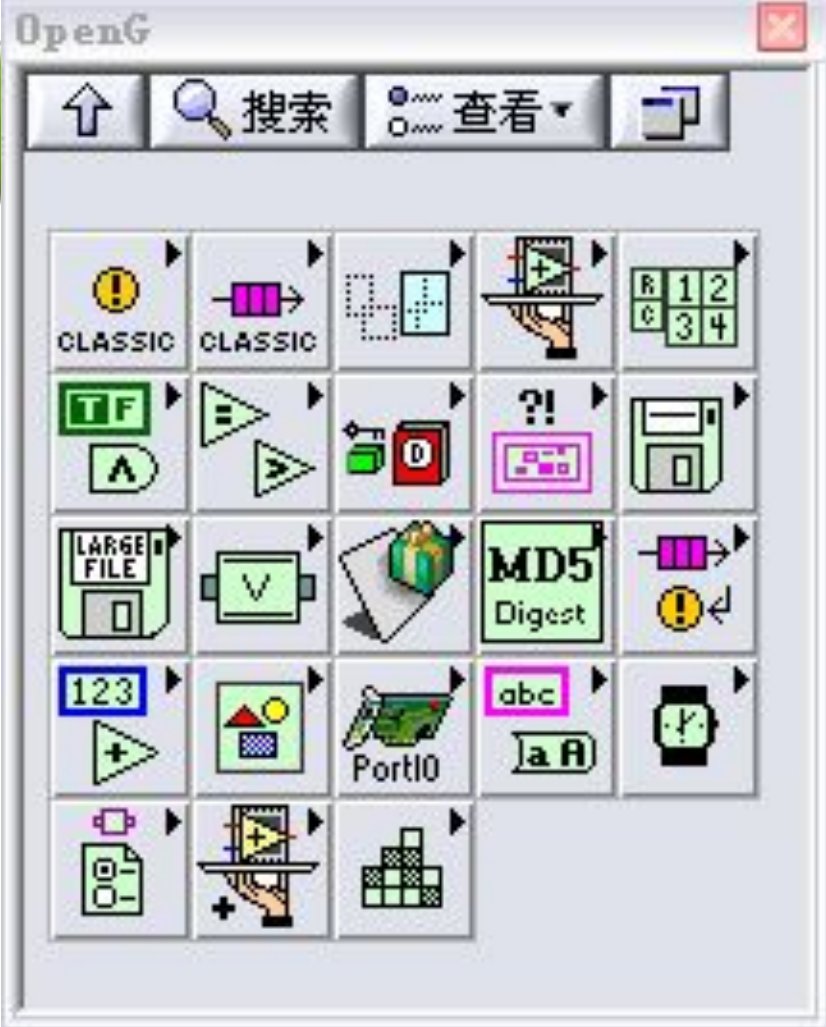 OpenG
搜索 查看
CLASSIC CLASSIC R 1 2
C 3 4
T F ?!
D
LARGE
FILE
V MD5
Digest
123 abc
PortIO a A